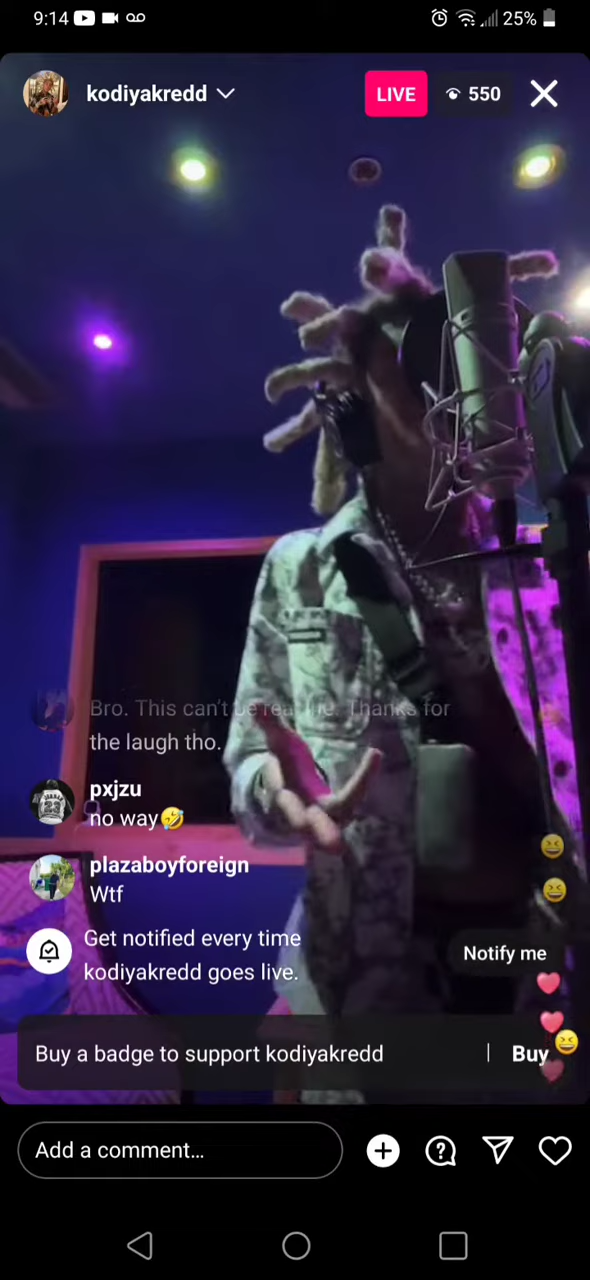 9:14
25%
kodiyakredd
LIVE
550
Bro. This can't be real life. Thanks for
the laugh tho.
pxjzu
no way🤣
plazaboyforeign
Wtf
Get notified every time
kodiyakredd goes live.
Notify me
Buy a badge to support kodiyakredd
Buy
Add a comment...